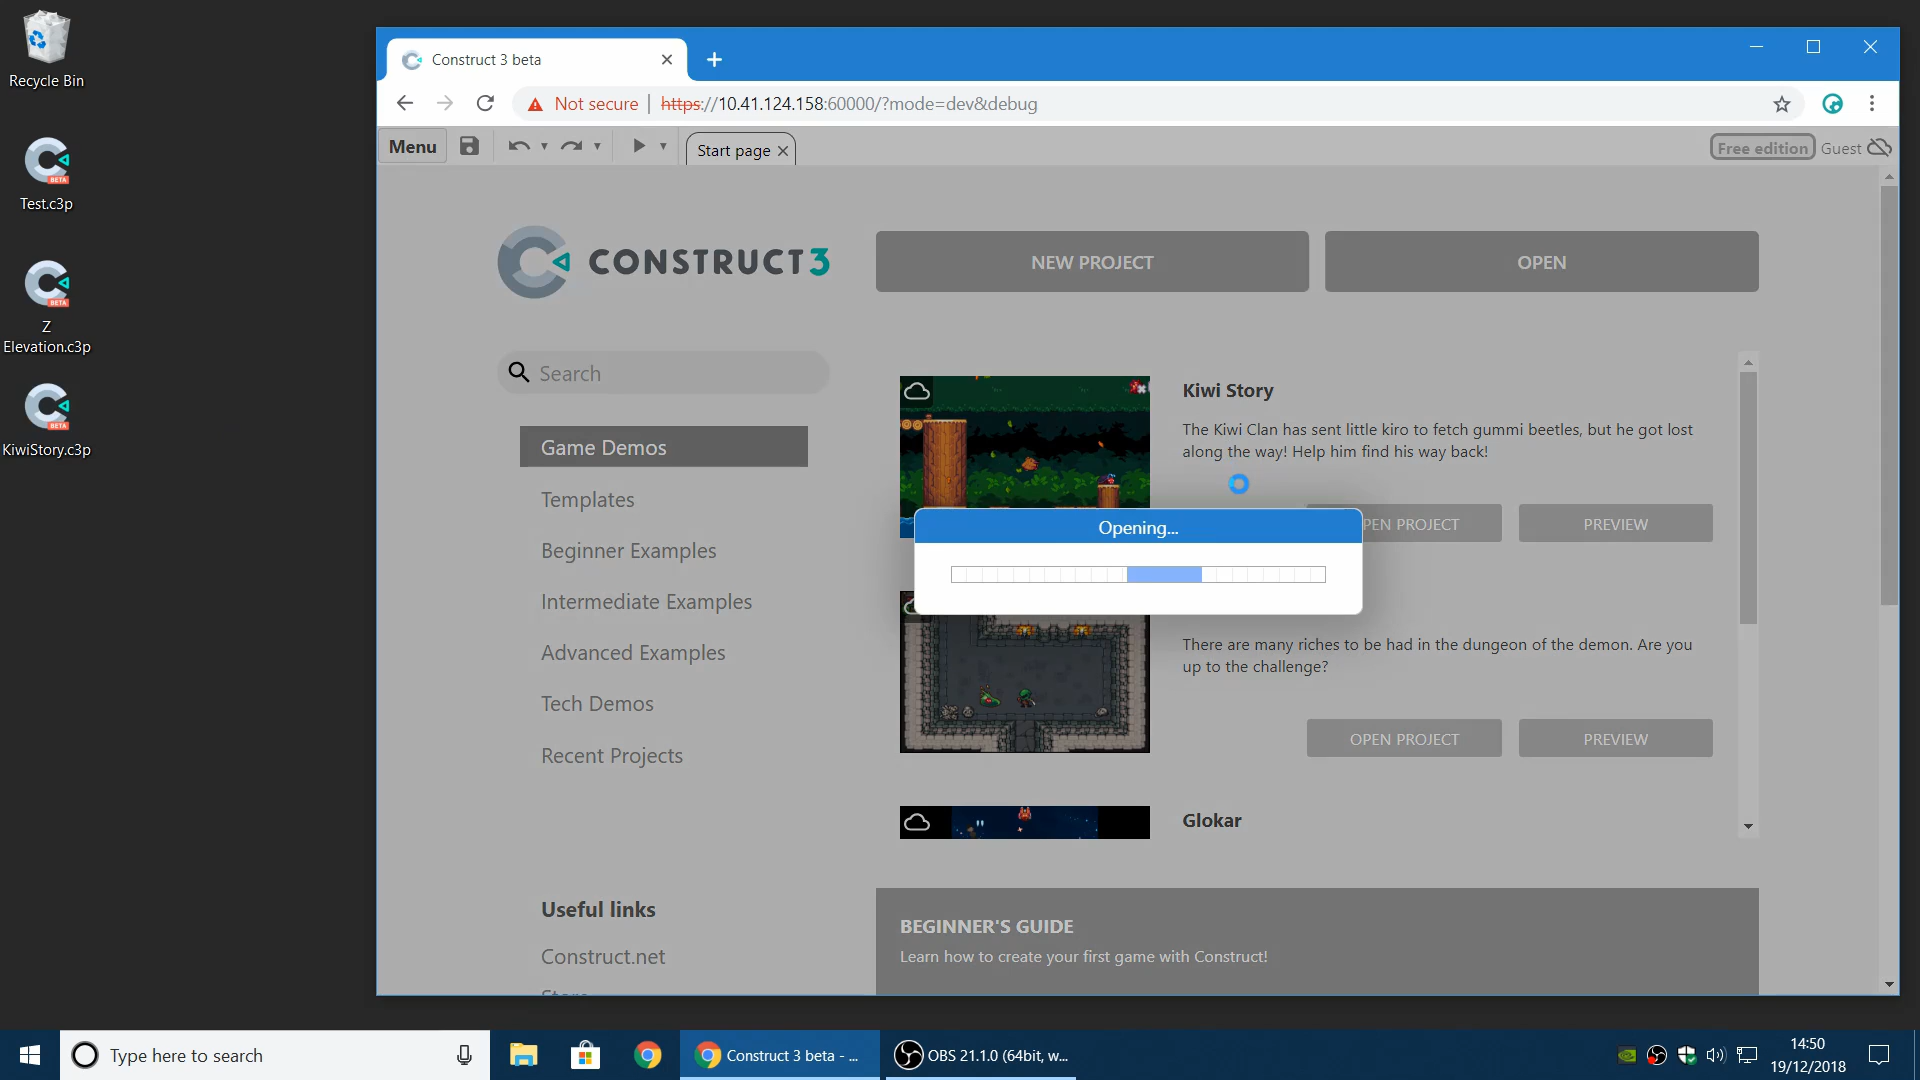 Recycle Bin
Test.c3p
Z
Elevation.c3p
KiwiStory.c3p
Construct 3 beta
Not secure
https://10.41.124.158:60000/?mode=dev&debug
Menu
Start page
Free edition
Guest
CONSTRUCT 3
NEW PROJECT
OPEN
Search
Game Demos
Templates
Beginner Examples
Intermediate Examples
Advanced Examples
Tech Demos
Recent Projects
Kiwi Story
The Kiwi Clan has sent little kiro to fetch gummi beetles, but he got lost
along the way! Help him find his way back!
PEN PROJECT
PREVIEW
Opening...
There are many riches to be had in the dungeon of the demon. Are you
up to the challenge?
OPEN PROJECT
PREVIEW
Glokar
Useful links
Construct.net
BEGINNER'S GUIDE
Learn how to create your first game with Construct!
Type here to search
Construct 3 beta - ...
OBS 21.1.0 (64bit, w...
14:50
19/12/2018